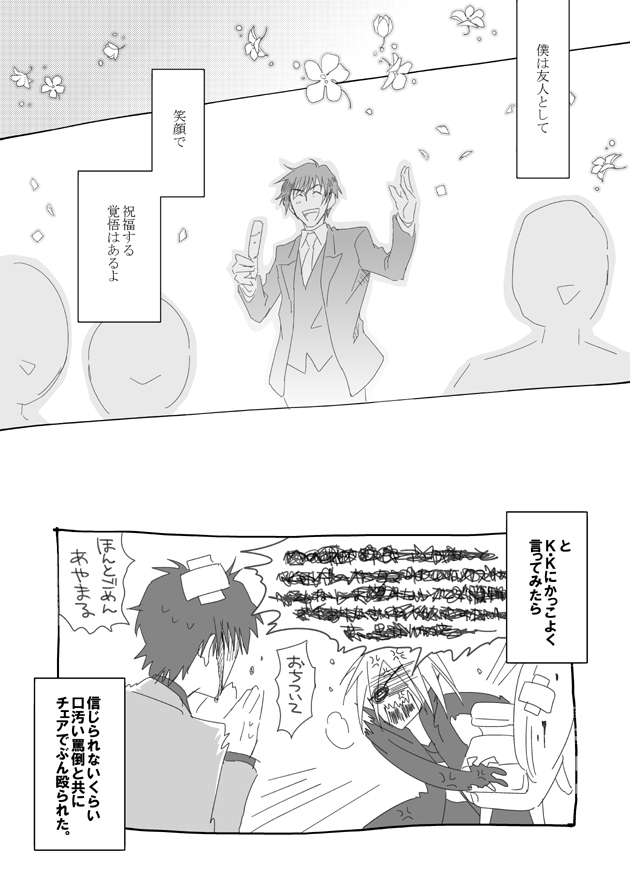 僕は友人として
笑顔で
祝福する
覚悟はあるよ
と
K・Kにかっこよく
言ってみたら
ほんとごめん
あやまる
おちついて
信じられないくらい
口汚い罵倒と共に
チェアでぶん殴られた。